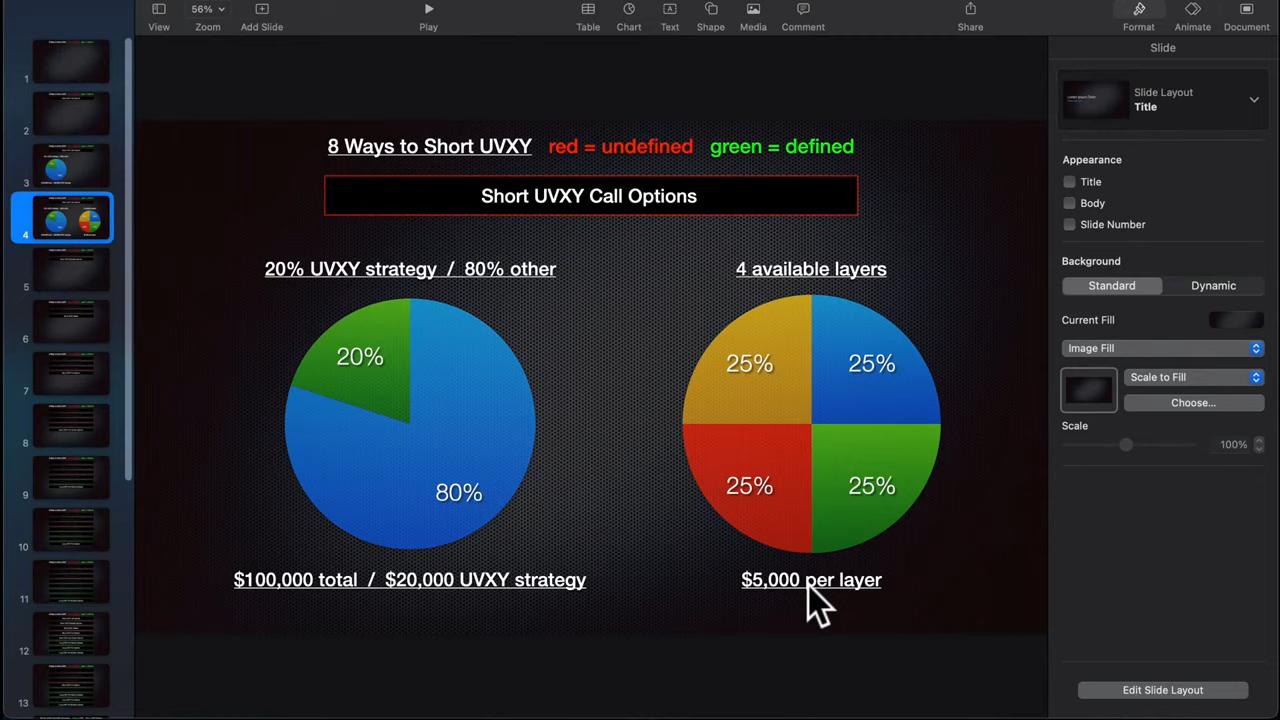 56%
View
Zoom
Add Slide
Play
Table
Chart
Text
Shape
Media
Comment
Share
Format
Animate
Document
1
2
3
4
5
6
7
8
9
10
11
12
13
8 Ways to Short UVXY red = undefined green = defined
Short UVXY Call Options
20% UVXY strategy / 80% other
4 available layers
20%
80%
25%
25%
25%
25%
$100,000 total / $20,000 UVXY strategy
$5,000 per layer
Slide
Slide Layout
Title
Appearance
Title
Body
Slide Number
Background
Standard
Dynamic
Current Fill
Image Fill
Scale to Fill
Choose...
Scale
100%
Edit Slide Layout